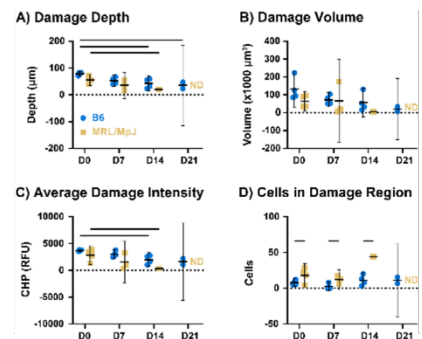 A) Damage Depth
200
100
0
-100
-200
Depth (µm)
ND
B6
MRL/MpJ
D0 D7 D14 D21
B) Damage Volume
400
300
200
100
0
-100
-200
Volume (x1000 µm³)
ND
D0 D7 D14 D21
C) Average Damage Intensity
10000
5000
0
-5000
-10000
CHP (RFU)
ND
D0 D7 D14 D21
D) Cells in Damage Region
100
50
0
-50
Cells
ND
D0 D7 D14 D21